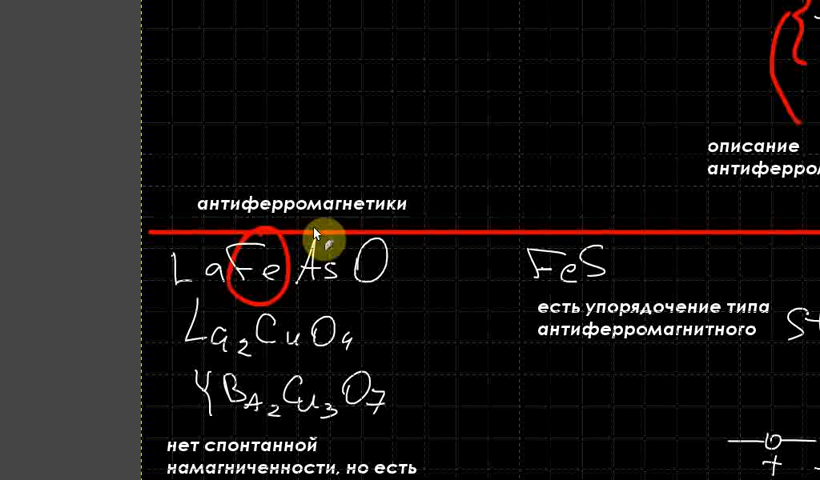 описание
антиферро
антиферромагнетики
LaFeAsO
FeS
есть упорядочение типа
антиферромагнитного
La₂CuO₄
YBA₂Cu₃O₇
нет спонтанной
намагниченности, но есть
+